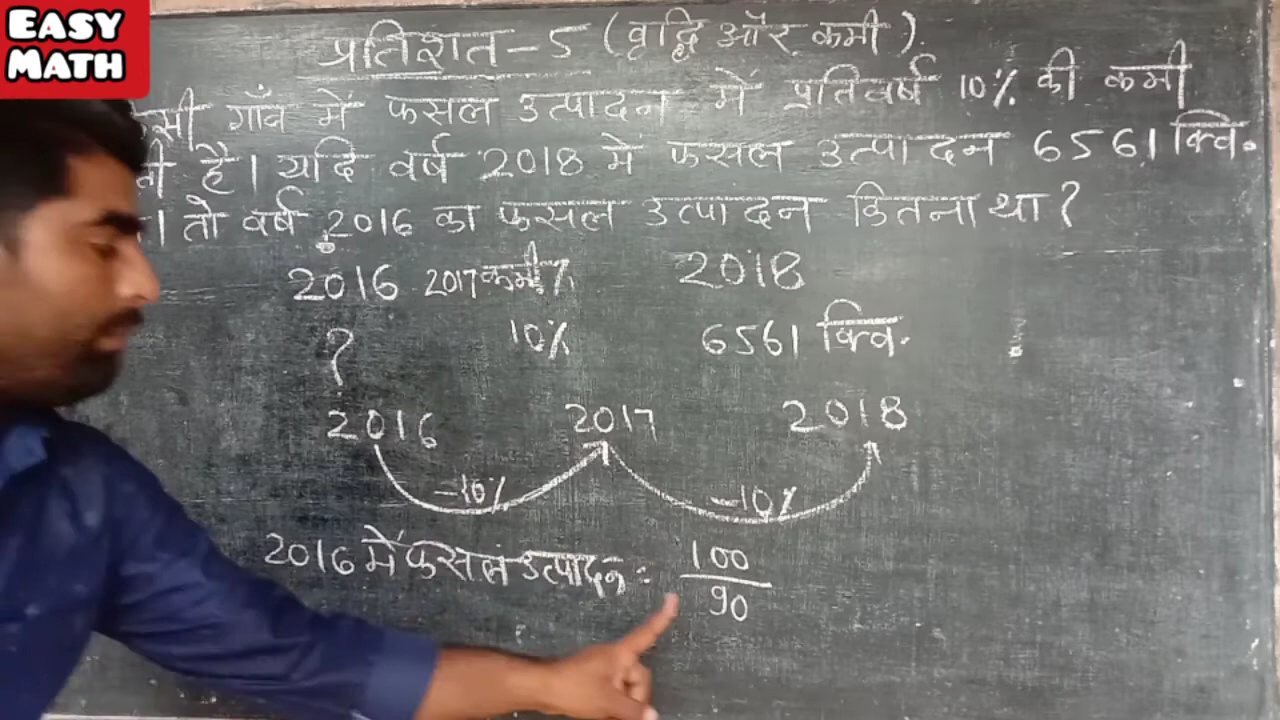 EASY
MATH
प्रतिशत-5 (वृद्धि और कमी).
सी गाँव में फसल उत्पादन में प्रतिवर्ष 10% की कमी
ती है। यदि वर्ष 2018 में फसल उत्पादन 6561 क्वि.
। तो वर्ष 2016 का फसल उत्पादन कितना था?
2016 2017 कमी% 2018
? 10% 6561 क्वि.
2016 2017 2018
-10% -10%
2016 में फसल उत्पादन = 100
90